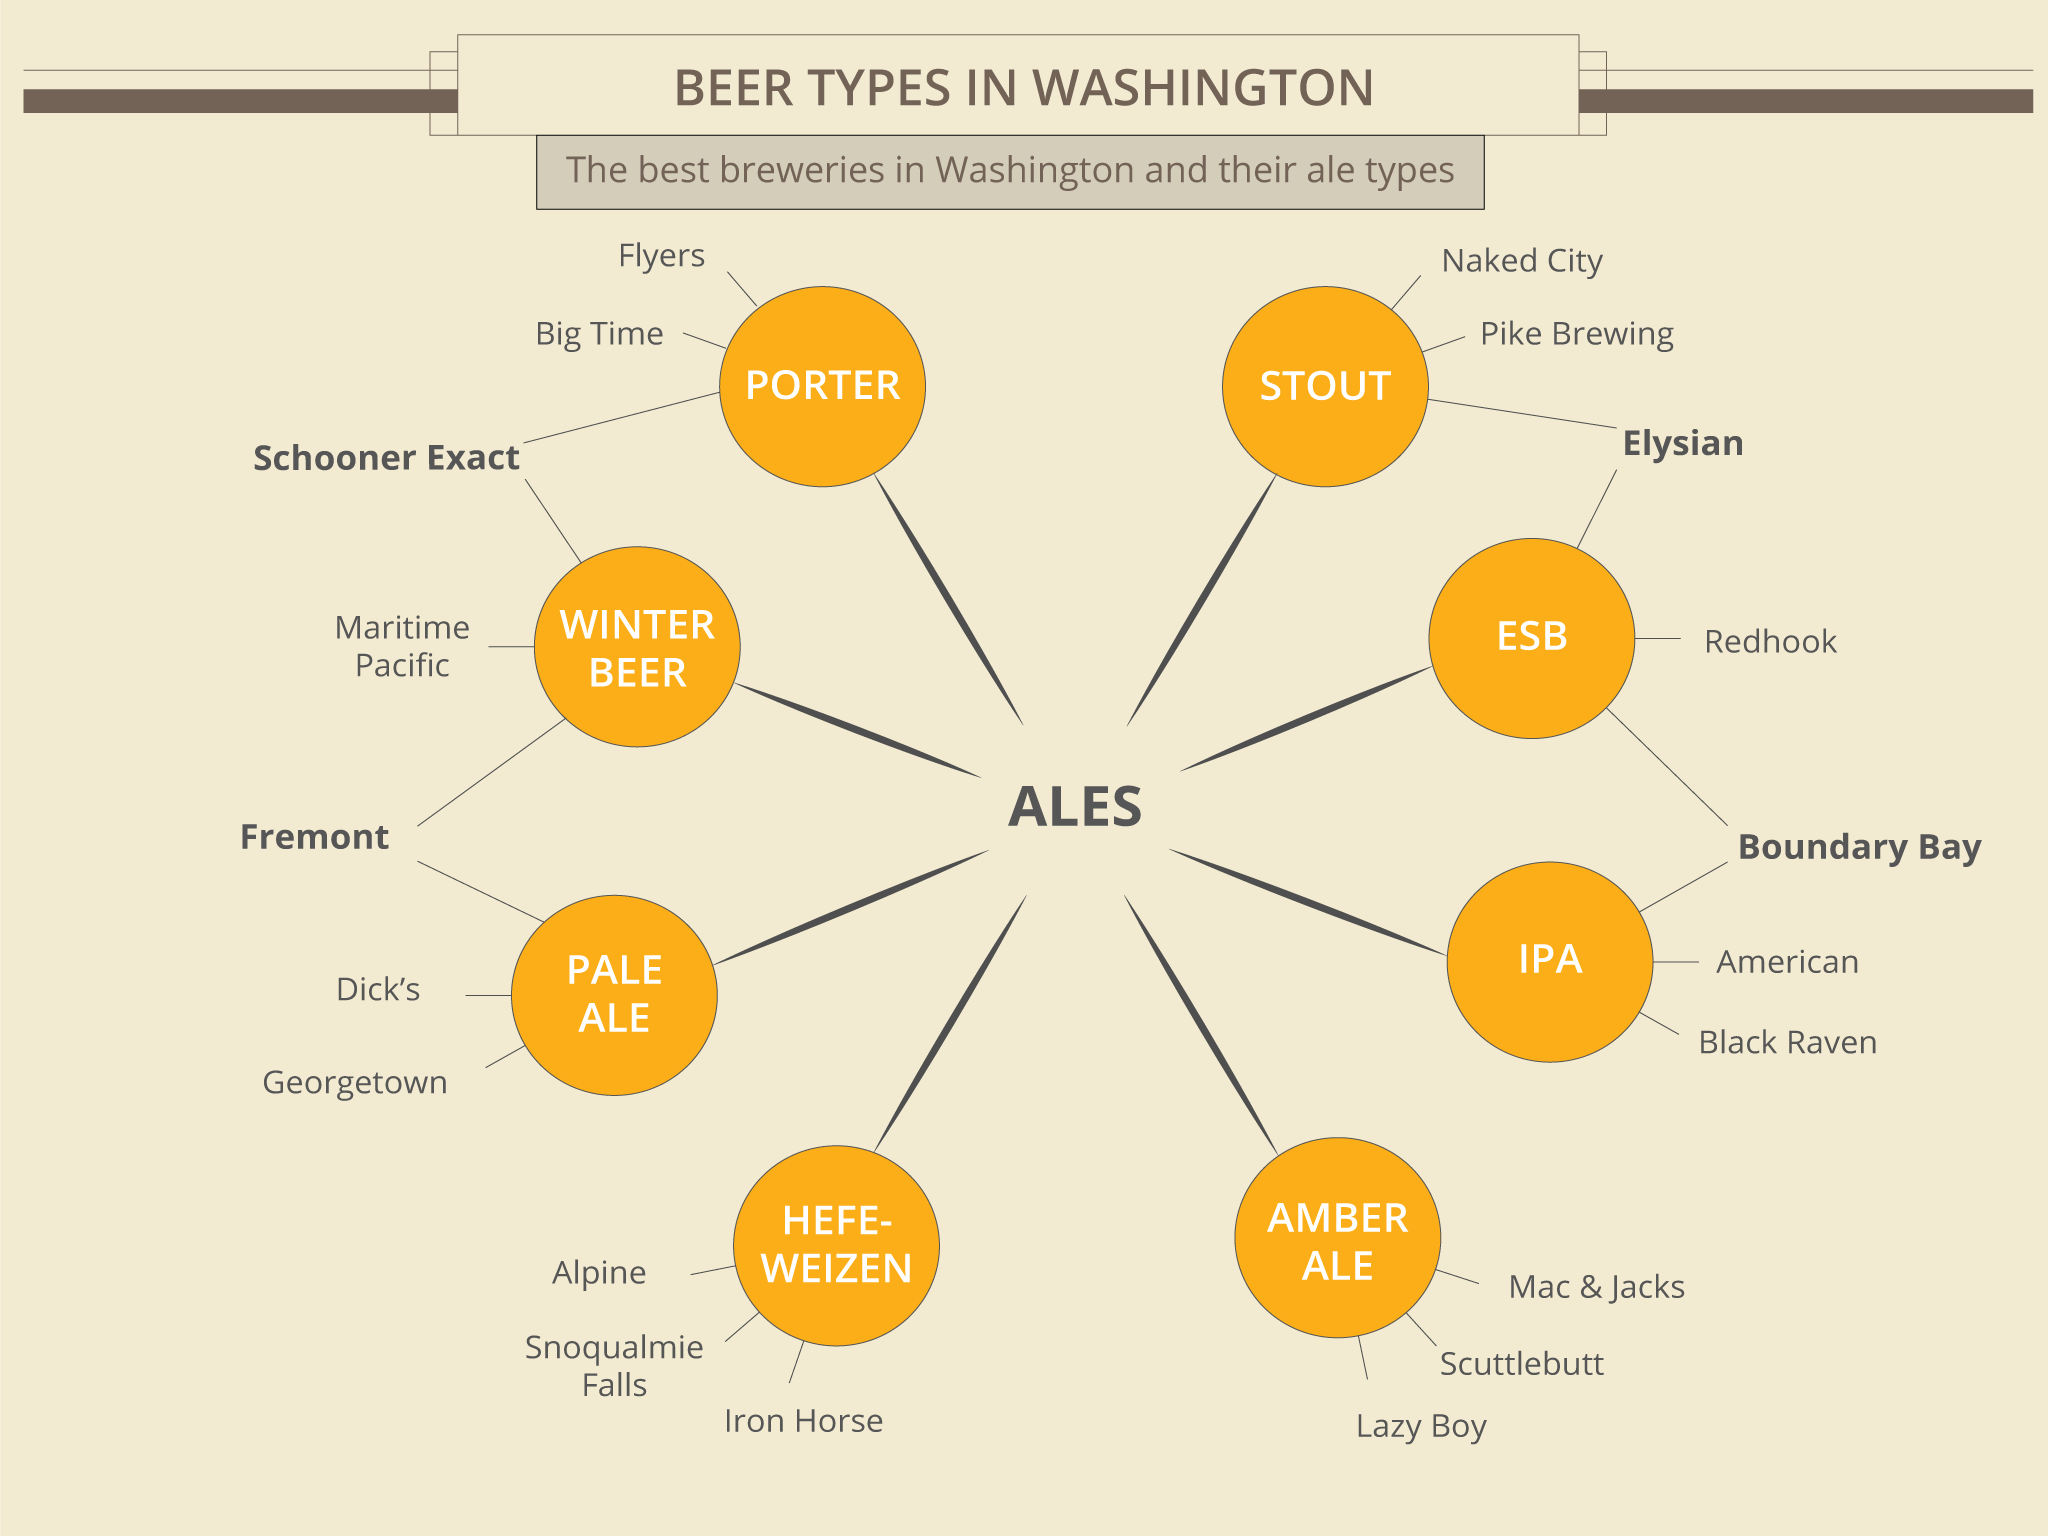 BEER TYPES IN WASHINGTON
The best breweries in Washington and their ale types
Flyers
Big Time
PORTER
Schooner Exact
WINTER
BEER
Maritime
Pacific
Fremont
PALE
ALE
Dick’s
Georgetown
HEFE-
WEIZEN
Alpine
Snoqualmie
Falls
Iron Horse
ALES
Naked City
Pike Brewing
STOUT
Elysian
ESB
Redhook
Boundary Bay
IPA
American
Black Raven
AMBER
ALE
Mac & Jacks
Scuttlebutt
Lazy Boy